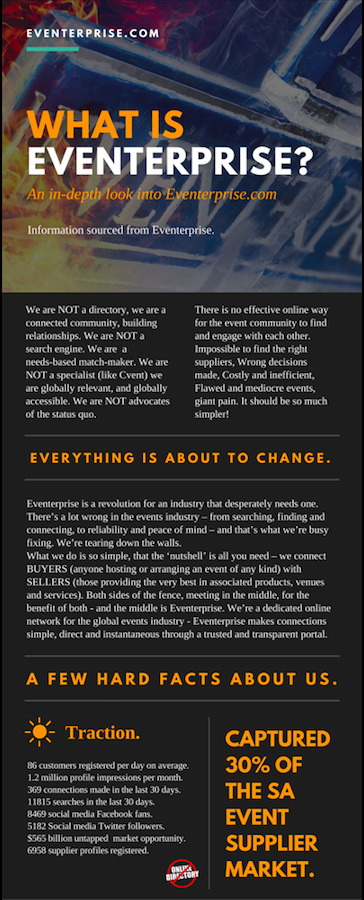 EVENTERPRISE.COM
WHAT IS
EVENTERPRISE?
An in-depth look into Eventerprise.com
Information sourced from Eventerprise.
We are NOT a directory, we are a
connected community, building
relationships. We are NOT a
search engine. We are a
needs-based match-maker. We are
NOT a specialist (like Cvent) we
are globally relevant, and globally
accessible. We are NOT advocates
of the status quo.
There is no effective online way
for the event community to find
and engage with each other.
Impossible to find the right
suppliers, Wrong decisions
made, Costly and inefficient,
Flawed and mediocre events,
giant pain. It should be so much
simpler!
EVERYTHING IS ABOUT TO CHANGE.
Eventerprise is a revolution for an industry that desperately needs one.
There's a lot wrong in the events industry – from searching, finding and
connecting, to reliability and peace of mind – and that's what we're busy
fixing. We're tearing down the walls.
What we do is so simple, that the 'nutshell' is all you need – we connect
BUYERS (anyone hosting or arranging an event of any kind) with
SELLERS (those providing the very best in associated products, venues
and services). Both sides of the fence, meeting in the middle, for the
benefit of both - and the middle is Eventerprise. We're a dedicated online
network for the global events industry - Eventerprise makes connections
simple, direct and instantaneous through a trusted and transparent portal.
A FEW HARD FACTS ABOUT US.
Traction.
86 customers registered per day on average.
1.2 million profile impressions per month.
369 connections made in the last 30 days.
11815 searches in the last 30 days.
8469 social media Facebook fans.
5182 Social media Twitter followers.
$565 billion untapped market opportunity.
6958 supplier profiles registered.
ONLINE
DIRECTORY
CAPTURED
30% OF
THE SA
EVENT
SUPPLIER
MARKET.